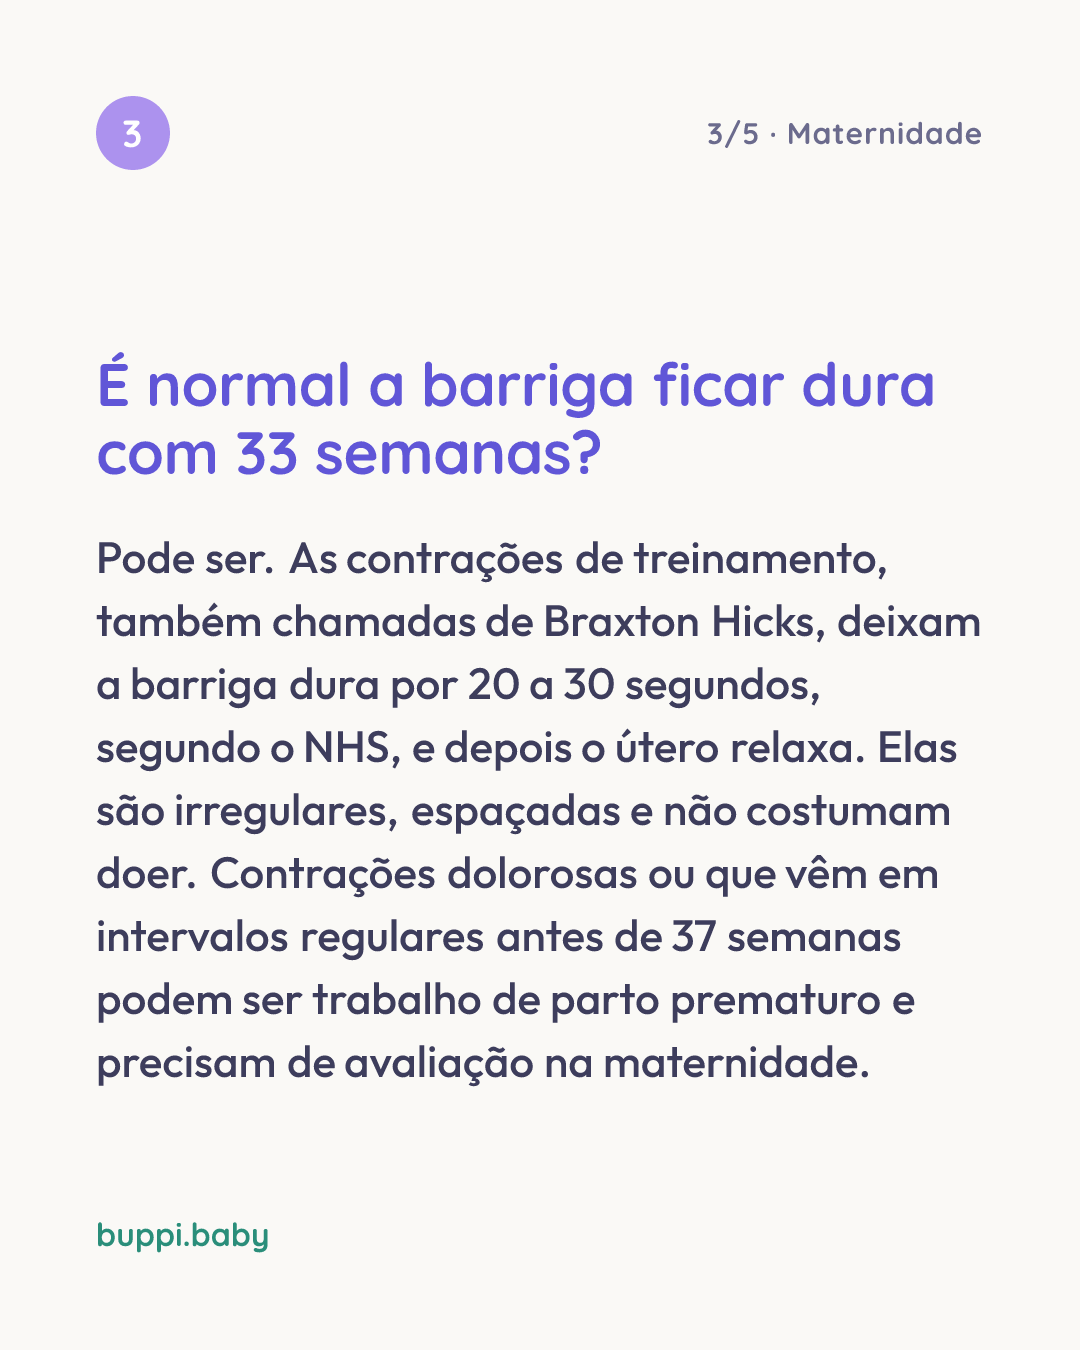 3
3/5 · Maternidade
É normal a barriga ficar dura
com 33 semanas?
Pode ser. As contrações de treinamento,
também chamadas de Braxton Hicks, deixam
a barriga dura por 20 a 30 segundos,
segundo o NHS, e depois o útero relaxa. Elas
são irregulares, espaçadas e não costumam
doer. Contrações dolorosas ou que vêm em
intervalos regulares antes de 37 semanas
podem ser trabalho de parto prematuro e
precisam de avaliação na maternidade.
buppi.baby